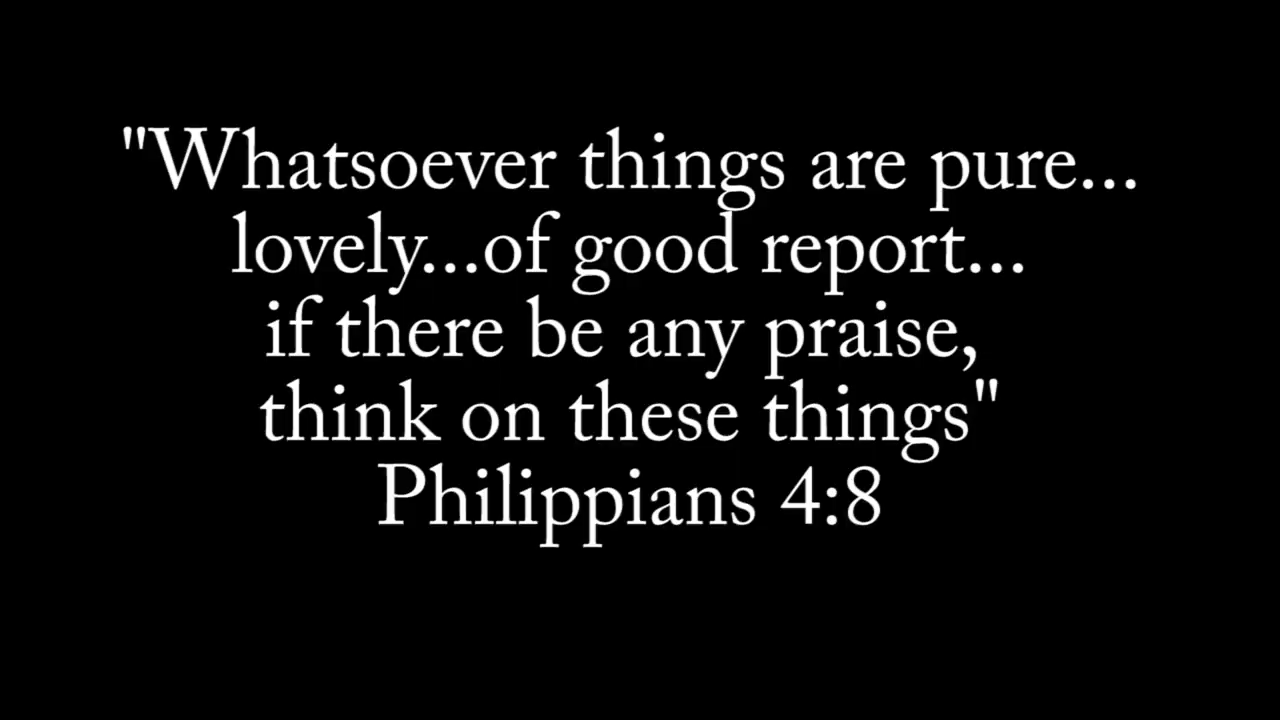 "Whatsoever things are pure...
lovely...of good report...
if there be any praise,
think on these things"
Philippians 4:8